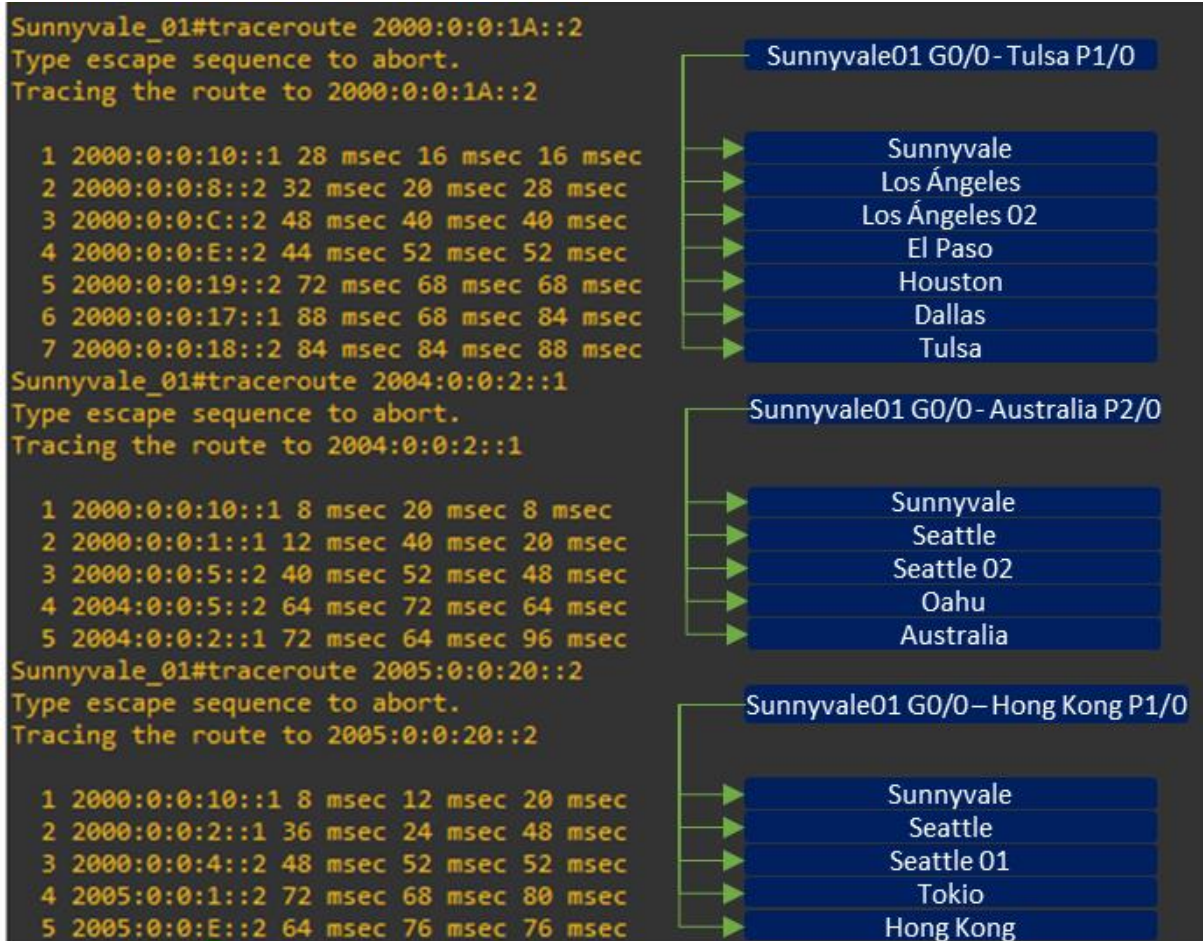 Sunnyvale_01#traceroute 2000:0:0:1A::2
Type escape sequence to abort.
Tracing the route to 2000:0:0:1A::2
1 2000:0:0:10::1 28 msec 16 msec 16 msec
2 2000:0:0:8::2 32 msec 20 msec 28 msec
3 2000:0:0:C::2 48 msec 40 msec 40 msec
4 2000:0:0:E::2 44 msec 52 msec 52 msec
5 2000:0:0:19::2 72 msec 68 msec 68 msec
6 2000:0:0:17::1 88 msec 68 msec 84 msec
7 2000:0:0:18::2 84 msec 84 msec 88 msec
Sunnyvale01 G0/0 - Tulsa P1/0
Sunnyvale
Los Ángeles
Los Ángeles 02
El Paso
Houston
Dallas
Tulsa
Sunnyvale_01#traceroute 2004:0:0:2::1
Type escape sequence to abort.
Tracing the route to 2004:0:0:2::1
1 2000:0:0:10::1 8 msec 20 msec 8 msec
2 2000:0:0:1::1 12 msec 40 msec 20 msec
3 2000:0:0:5::2 40 msec 52 msec 48 msec
4 2004:0:0:5::2 64 msec 72 msec 64 msec
5 2004:0:0:2::1 72 msec 64 msec 96 msec
Sunnyvale01 G0/0 - Australia P2/0
Sunnyvale
Seattle
Seattle 02
Oahu
Australia
Sunnyvale_01#traceroute 2005:0:0:20::2
Type escape sequence to abort.
Tracing the route to 2005:0:0:20::2
1 2000:0:0:10::1 8 msec 12 msec 20 msec
2 2000:0:0:2::1 36 msec 24 msec 48 msec
3 2000:0:0:4::2 48 msec 52 msec 52 msec
4 2005:0:0:1::2 72 msec 68 msec 80 msec
5 2005:0:0:E::2 64 msec 76 msec 76 msec
Sunnyvale01 G0/0 – Hong Kong P1/0
Sunnyvale
Seattle
Seattle 01
Tokio
Hong Kong